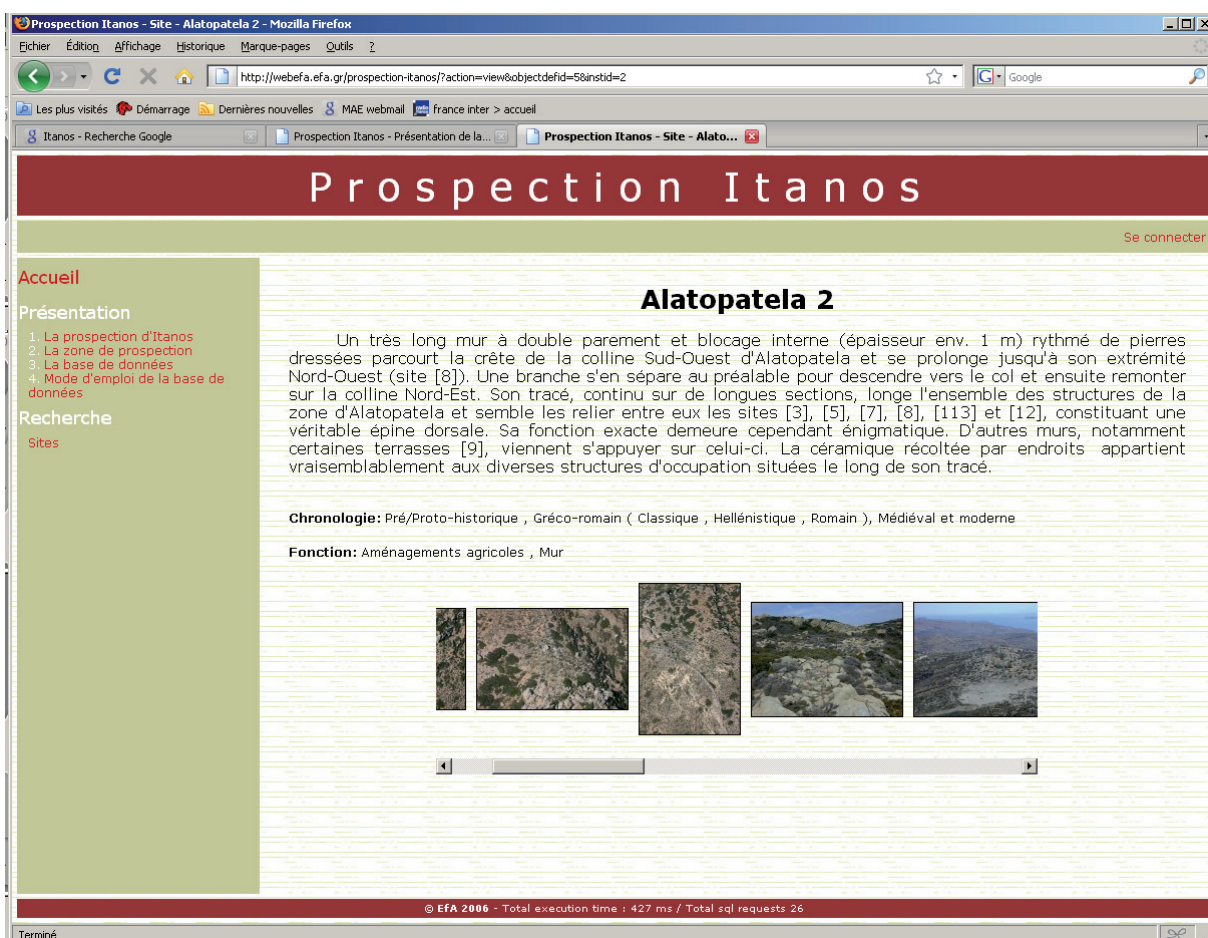 Prospection Itanos - Site - Alatopatela 2 - Mozilla Firefox
Fichier Édition Affichage Historique Marque-pages Outils ?
http://webefa.efa.gr/prospection-itanos/?action=view&objectdefid=5&instid=2
G Google
Les plus visités Démarrage Dernières nouvelles MAE webmail france inter > accueil
Itanos - Recherche Google
Prospection Itanos - Présentation de la...
Prospection Itanos - Site - Alato...
Prospection Itanos
Se connecter
Accueil
Présentation
1. La prospection d'Itanos
2. La zone de prospection
3. La base de données
4. Mode d'emploi de la base de
données
Recherche
Sites
Alatopatela 2
Un très long mur à double parement et blocage interne (épaisseur env. 1 m) rythmé de pierres
dressées parcourt la crête de la colline Sud-Ouest d'Alatopatela et se prolonge jusqu'à son extrémité
Nord-Ouest (site [8]). Une branche s'en sépare au préalable pour descendre vers le col et ensuite remonter
sur la colline Nord-Est. Son tracé, continu sur de longues sections, longe l'ensemble des structures de la
zone d'Alatopatela et semble les relier entre eux les sites [3], [5], [7], [8], [113] et [12], constituant une
véritable épine dorsale. Sa fonction exacte demeure cependant énigmatique. D'autres murs, notamment
certaines terrasses [9], viennent s'appuyer sur celui-ci. La céramique récoltée par endroits appartient
vraisemblablement aux diverses structures d'occupation situées le long de son tracé.
Chronologie: Pré/Proto-historique , Gréco-romain ( Classique , Hellénistique , Romain ), Médiéval et moderne
Fonction: Aménagements agricoles , Mur
© EfA 2006 - Total execution time : 427 ms / Total sql requests 26
Terminé